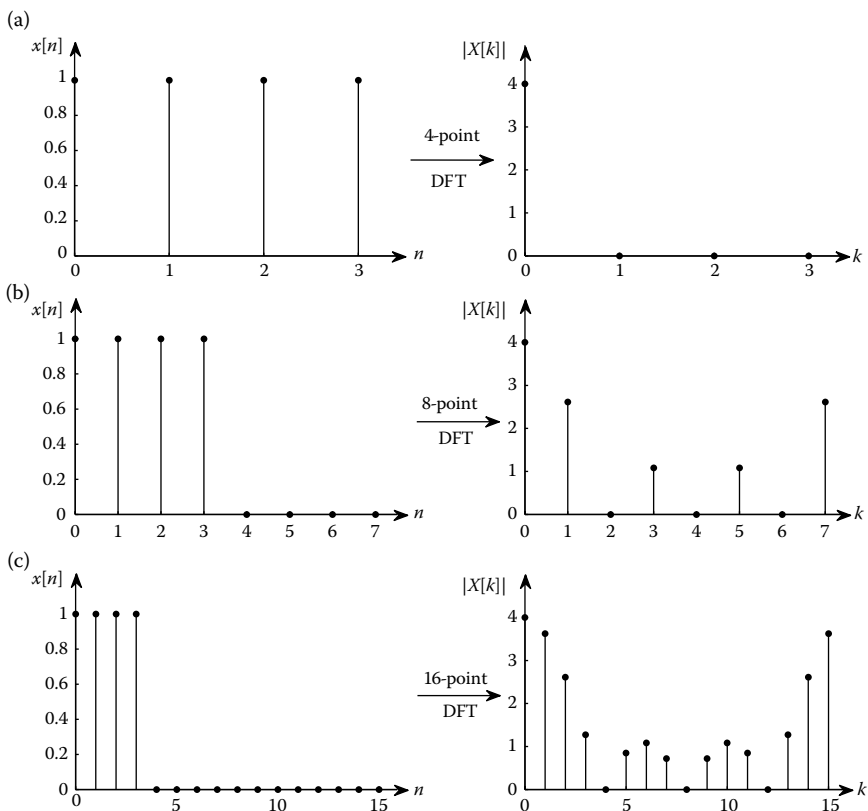 (a)
x[n]
1
0.8
0.6
0.4
0.2
0
0 1 2 3 n
4-point
DFT
|X[k]|
4
3
2
1
0
0 1 2 3 k
(b)
x[n]
1
0.8
0.6
0.4
0.2
0
0 1 2 3 4 5 6 7 n
8-point
DFT
|X[k]|
4
3
2
1
0
0 1 2 3 4 5 6 7 k
(c)
x[n]
1
0.8
0.6
0.4
0.2
0
0 5 10 15 n
16-point
DFT
|X[k]|
4
3
2
1
0
0 5 10 15 k